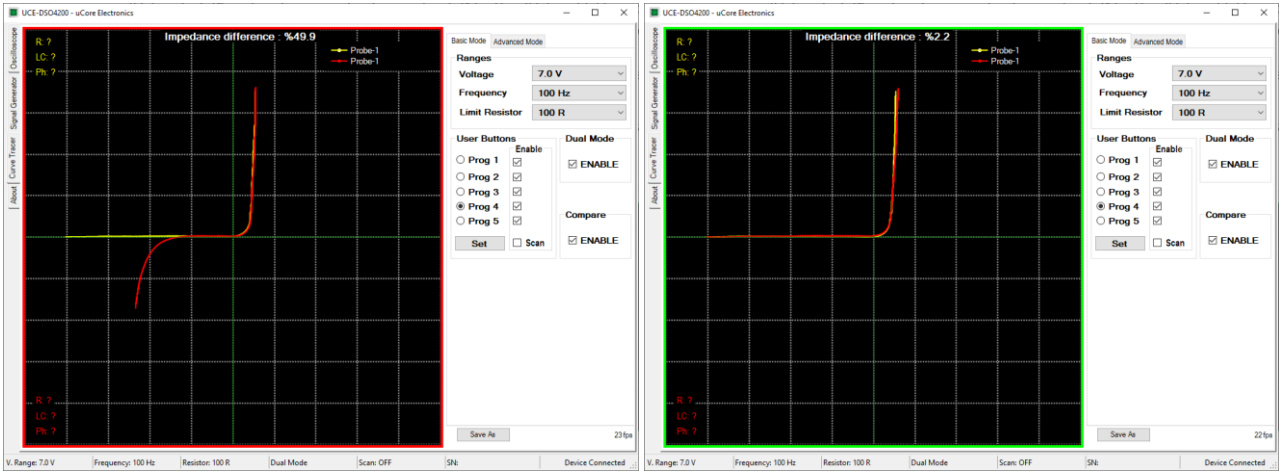 UCE-DSO4200 - uCore Electronics
Oscilloscope
Signal Generator
Curve Tracer
About
Impedance difference : %49.9
R: ?
LC: ?
Ph: ?
Probe-1
Probe-1
R: ?
LC: ?
Ph: ?
Basic Mode Advanced Mode
Ranges
Voltage 7.0 V
Frequency 100 Hz
Limit Resistor 100 R
User Buttons Dual Mode
Enable
Prog 1
ENABLE
Prog 2
Prog 3
Prog 4 Compare
Prog 5
Set Scan ENABLE
Save As 23 fps
V. Range: 7.0 V Frequency: 100 Hz Resistor: 100 R Dual Mode Scan: OFF SN: Device Connected
UCE-DSO4200 - uCore Electronics
Oscilloscope
Signal Generator
Curve Tracer
About
Impedance difference : %2.2
R: ?
LC: ?
Ph: ?
Probe-1
Probe-1
R: ?
LC: ?
Ph: ?
Basic Mode Advanced Mode
Ranges
Voltage 7.0 V
Frequency 100 Hz
Limit Resistor 100 R
User Buttons Dual Mode
Enable
Prog 1
ENABLE
Prog 2
Prog 3
Prog 4 Compare
Prog 5
Set Scan ENABLE
Save As 22 fps
V. Range: 7.0 V Frequency: 100 Hz Resistor: 100 R Dual Mode Scan: OFF SN: Device Connected